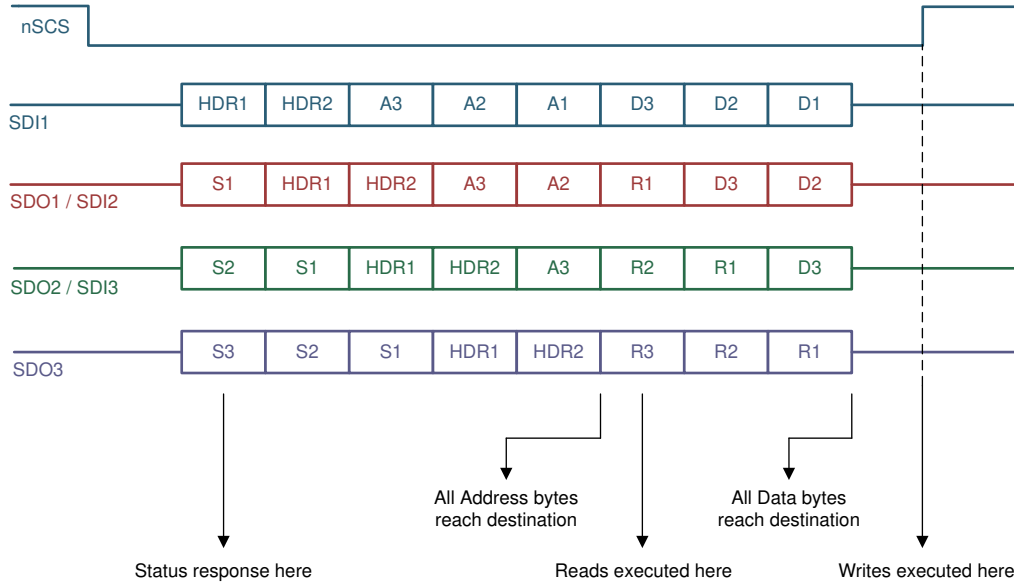 nSCS
HDR1 HDR2 A3 A2 A1 D3 D2 D1
SDI1
S1 HDR1 HDR2 A3 A2 R1 D3 D2
SDO1 / SDI2
S2 S1 HDR1 HDR2 A3 R2 R1 D3
SDO2 / SDI3
S3 S2 S1 HDR1 HDR2 R3 R2 R1
SDO3
All Address bytes
reach destination
All Data bytes
reach destination
Status response here
Reads executed here
Writes executed here